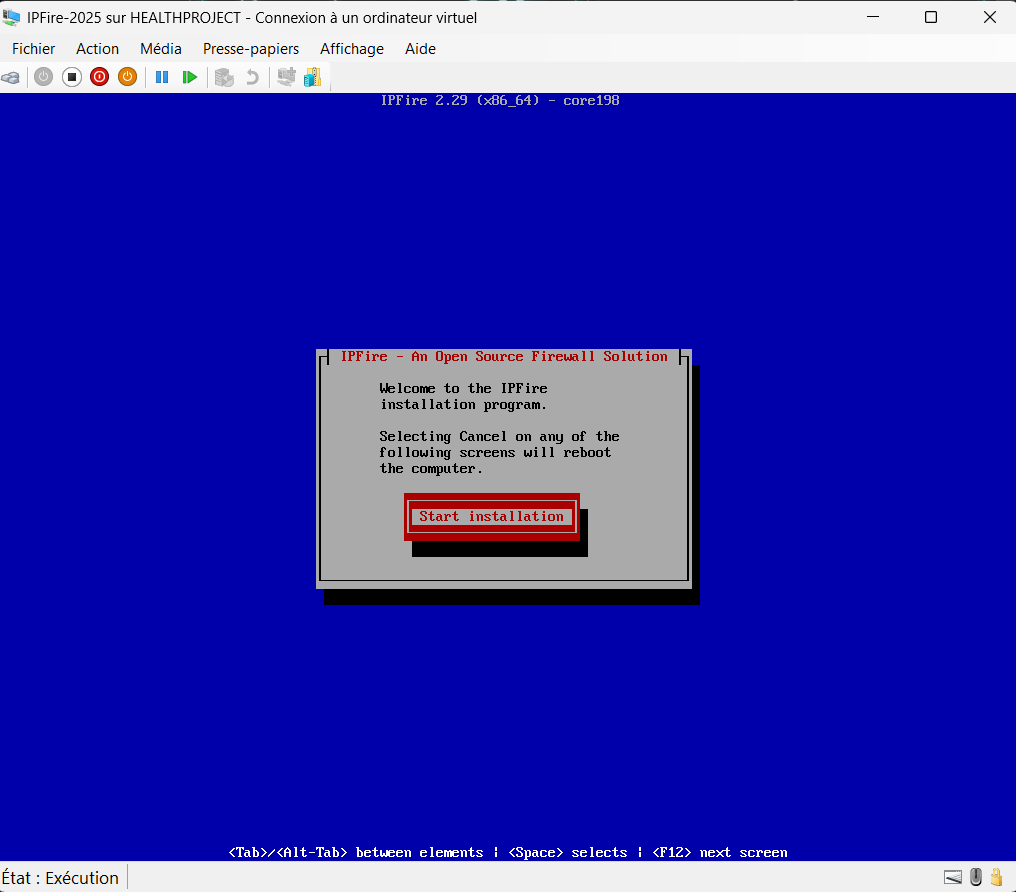 IPFire-2025 sur HEALTHPROJECT - Connexion à un ordinateur virtuel
Fichier Action Média Presse-papiers Affichage Aide
IPFire 2.29 (x86_64) - core198
IPFire - An Open Source Firewall Solution
Welcome to the IPFire
installation program.
Selecting Cancel on any of the
following screens will reboot
the computer.
Start installation
<Tab>/<Alt-Tab> between elements | <Space> selects | <F12> next screen
État : Exécution